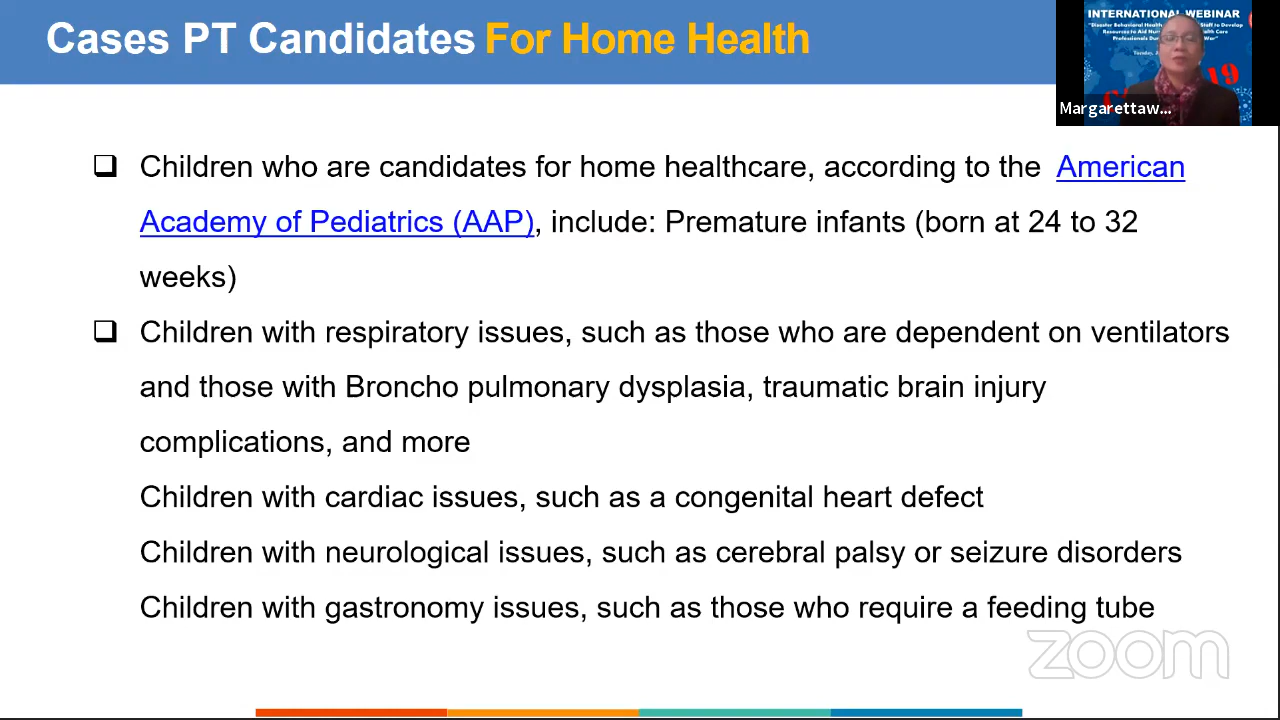 Cases PT Candidates For Home Health
INTERNATIONAL WEBINAR
Margarettaw...
Children who are candidates for home healthcare, according to the American
Academy of Pediatrics (AAP), include: Premature infants (born at 24 to 32
weeks)
Children with respiratory issues, such as those who are dependent on ventilators
and those with Broncho pulmonary dysplasia, traumatic brain injury
complications, and more
Children with cardiac issues, such as a congenital heart defect
Children with neurological issues, such as cerebral palsy or seizure disorders
Children with gastronomy issues, such as those who require a feeding tube
zoom